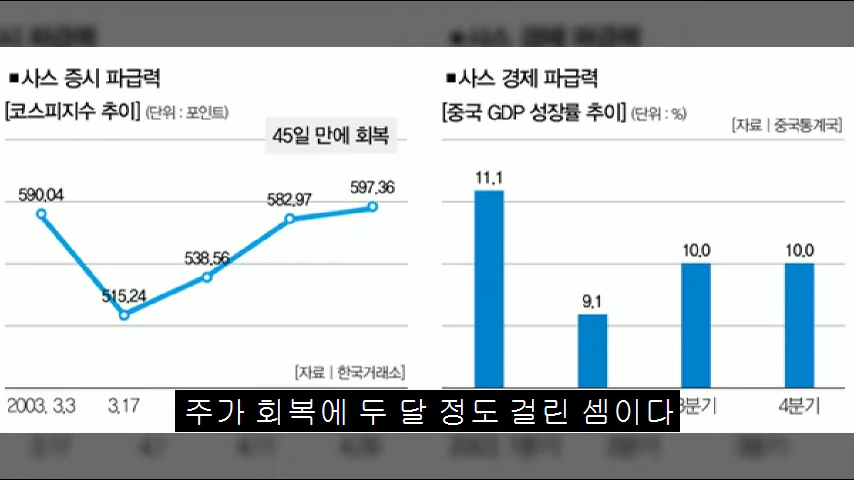 ■사스 증시 파급력
[코스피지수 추이] (단위 : 포인트)
45일 만에 회복
590.04
515.24
538.56
582.97
597.36
[자료ㅣ한국거래소]
2003. 3.3
3.17
■사스 경제 파급력
[중국 GDP 성장률 추이] (단위 : %)
[자료ㅣ중국통계국]
11.1
9.1
10.0
10.0
3분기
4분기
주가 회복에 두 달 정도 걸린 셈이다